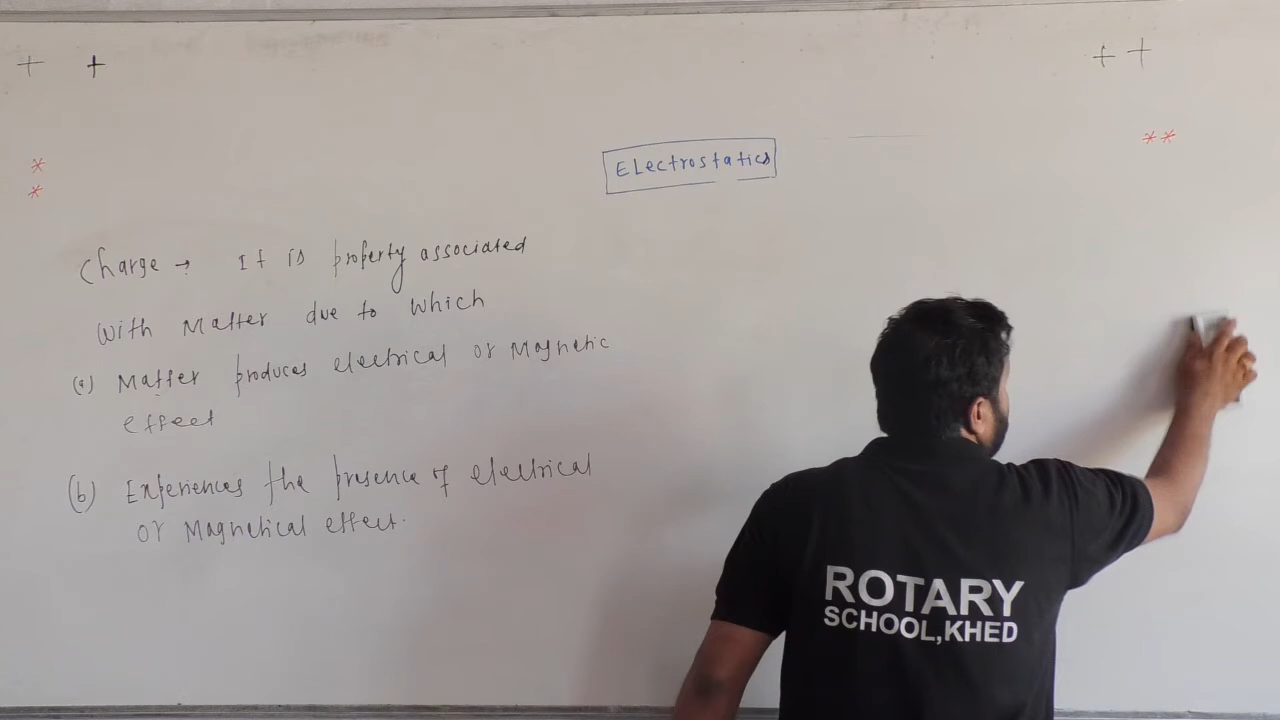 + +
+ +
* *
*
*
Electrostatics
Charge → It is property associated
With Matter due to which
(a) Matter produces electrical or Magnetic
effect
(b) Experiences the presence of electrical
or Magnetical effect.
ROTARY
SCHOOL,KHED